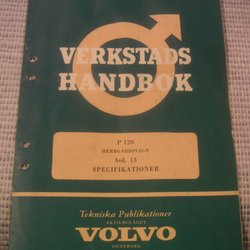 VERKSTADS
HANDBOK
P 120
HERRGÅRDSVAGN
Avd. 13
SPECIFIKATIONER
Tekniska Publikationer
AKTIEBOLAGET
VOLVO
GÖTEBORG